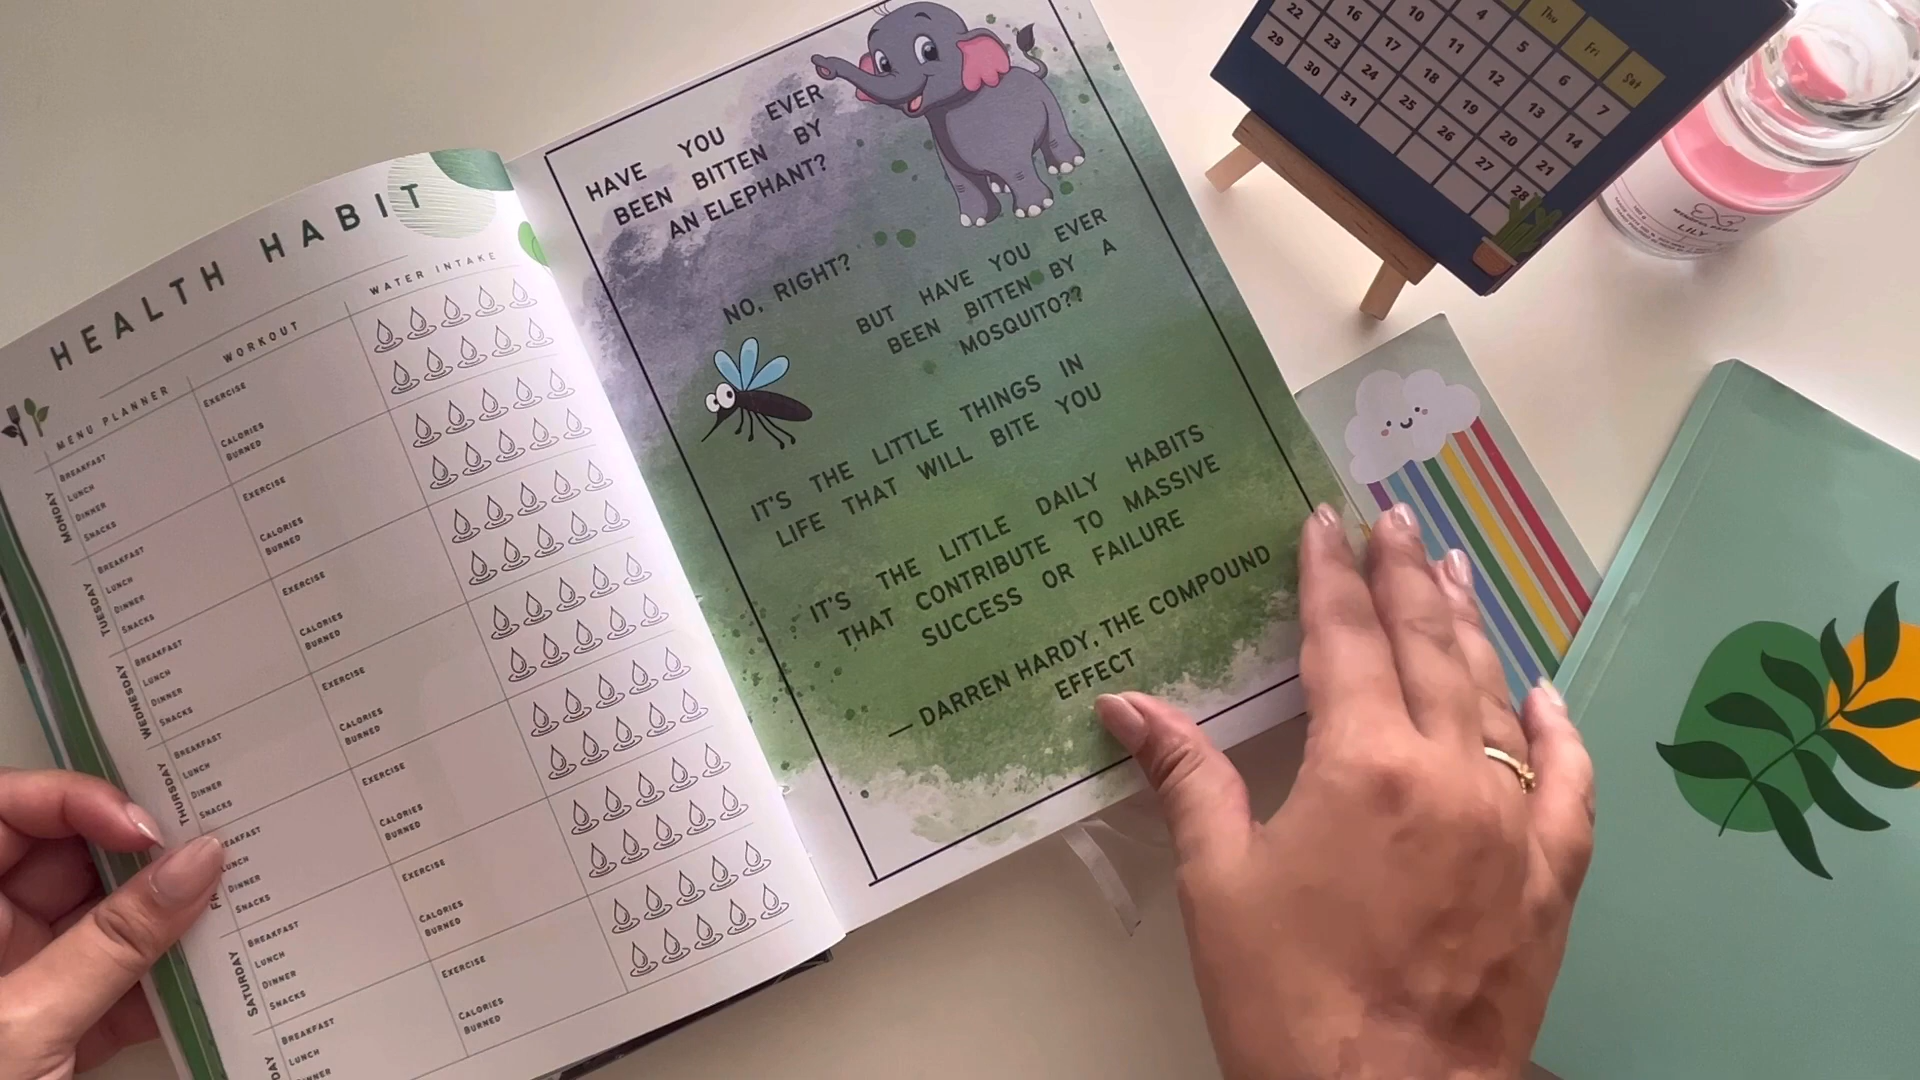 HEALTH HABIT
MENU PLANNER
WORKOUT
WATER INTAKE
MONDAY
BREAKFAST
LUNCH
DINNER
SNACKS
EXERCISE
CALORIES
BURNED
TUESDAY
BREAKFAST
LUNCH
DINNER
SNACKS
EXERCISE
CALORIES
BURNED
WEDNESDAY
BREAKFAST
LUNCH
DINNER
SNACKS
EXERCISE
CALORIES
BURNED
THURSDAY
BREAKFAST
LUNCH
DINNER
SNACKS
EXERCISE
CALORIES
BURNED
LUNCH
DINNER
SNACKS
EXERCISE
CALORIES
BURNED
SATURDAY
BREAKFAST
LUNCH
DINNER
SNACKS
EXERCISE
CALORIES
BURNED
BREAKFAST
LUNCH
DINNER
EXERCISE
CALORIES
BURNED
HAVE YOU EVER
BEEN BITTEN BY
AN ELEPHANT?
NO, RIGHT?
BUT HAVE YOU EVER
BEEN BITTEN BY A
MOSQUITO??
IT'S THE LITTLE THINGS IN
LIFE THAT WILL BITE YOU
IT'S THE LITTLE DAILY HABITS
THAT CONTRIBUTE TO MASSIVE
SUCCESS OR FAILURE
— DARREN HARDY, THE COMPOUND
EFFECT
Thu Fri Sat
4 5 6 7
10 11 12 13 14
16 17 18 19 20 21
22 23 24 25 26 27 28
29 30 31
LILY